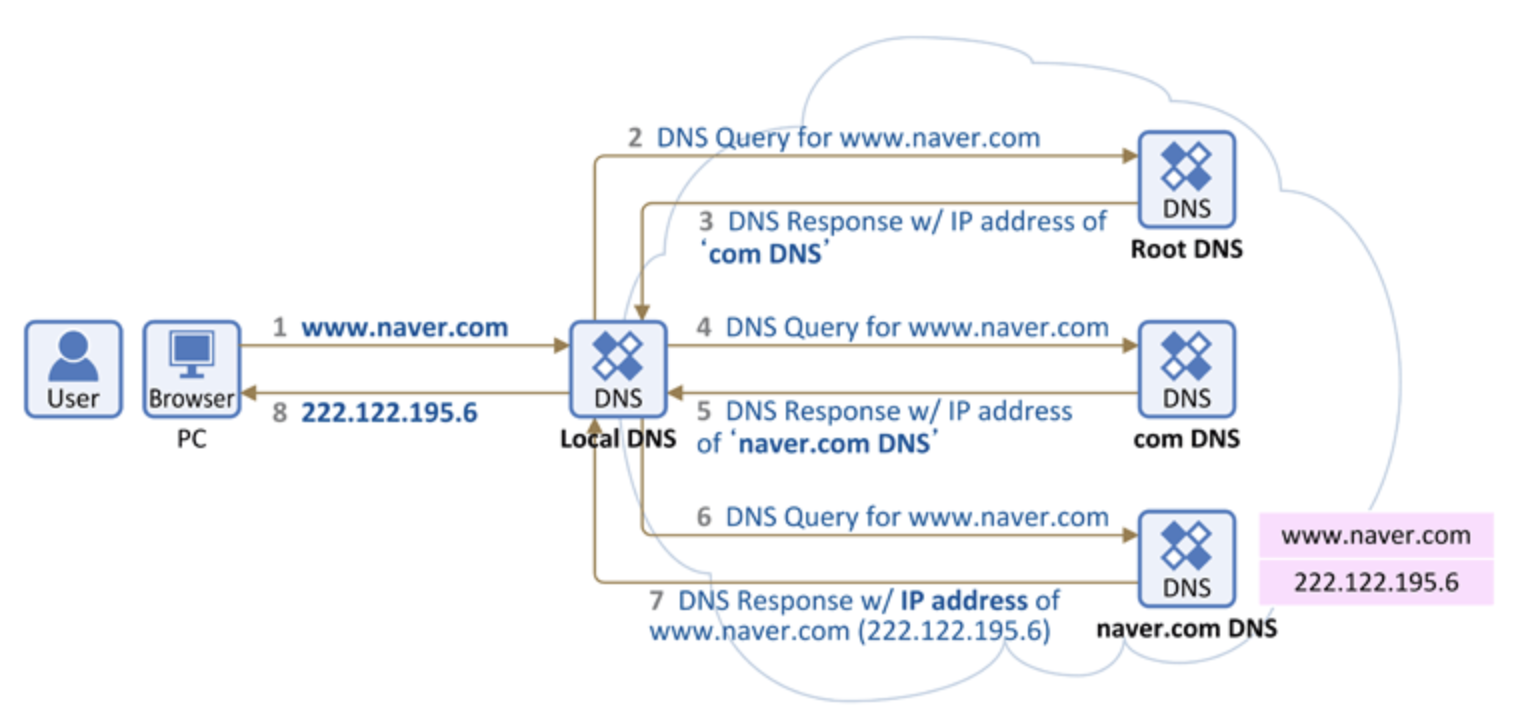 2 DNS Query for www.naver.com
DNS
3 DNS Response w/ IP address of
‘com DNS’
Root DNS
User
Browser
PC
1 www.naver.com
8 222.122.195.6
DNS
Local DNS
4 DNS Query for www.naver.com
DNS
5 DNS Response w/ IP address
of ‘naver.com DNS’
com DNS
6 DNS Query for www.naver.com
DNS
www.naver.com
222.122.195.6
7 DNS Response w/ IP address of
www.naver.com (222.122.195.6)
naver.com DNS